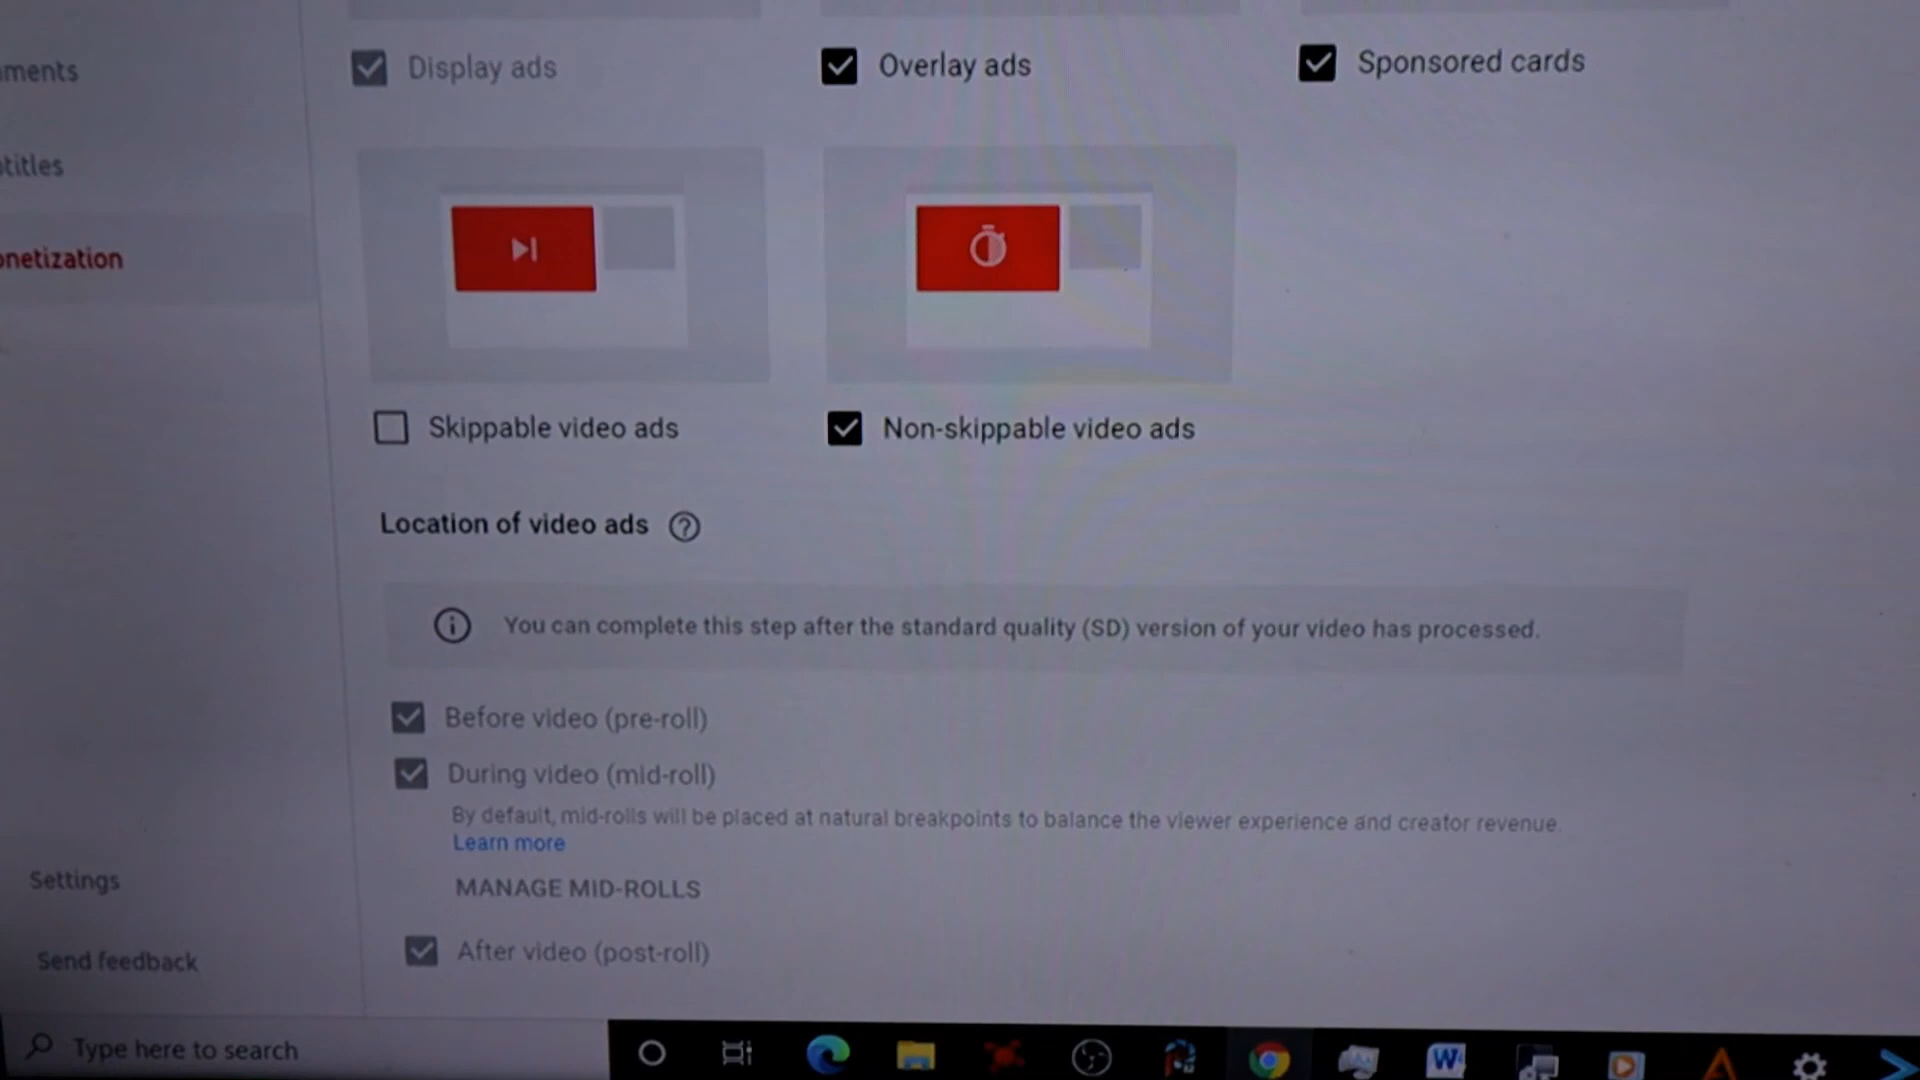 Display ads
Overlay ads
Sponsored cards
Skippable video ads
Non-skippable video ads
Location of video ads ?
i You can complete this step after the standard quality (SD) version of your video has processed.
Before video (pre-roll)
During video (mid-roll)
By default, mid-rolls will be placed at natural breakpoints to balance the viewer experience and creator revenue.
Learn more
MANAGE MID-ROLLS
After video (post-roll)
ments
titles
netization
Settings
Send feedback
Type here to search
W